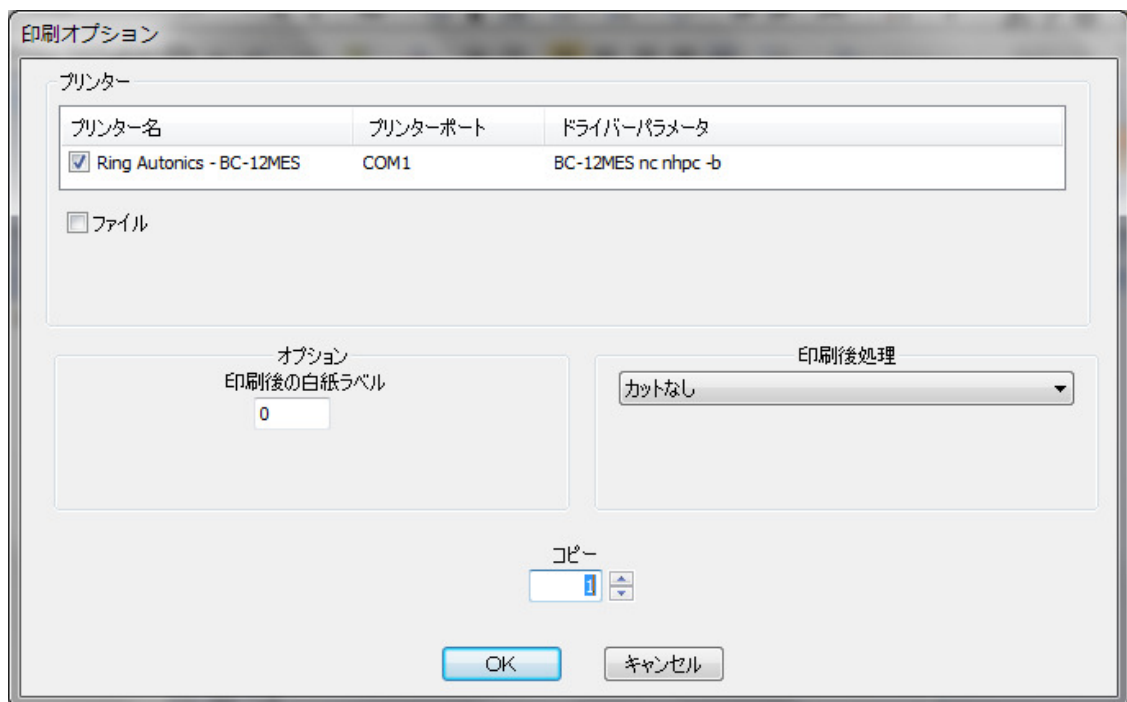 印刷オプション
プリンター
プリンター名 プリンターポート ドライバーパラメータ
Ring Autonics - BC-12MES COM1 BC-12MES nc nhpc -b
ファイル
オプション
印刷後の白紙ラベル
0
印刷後処理
カットなし
コピー
1
OK キャンセル